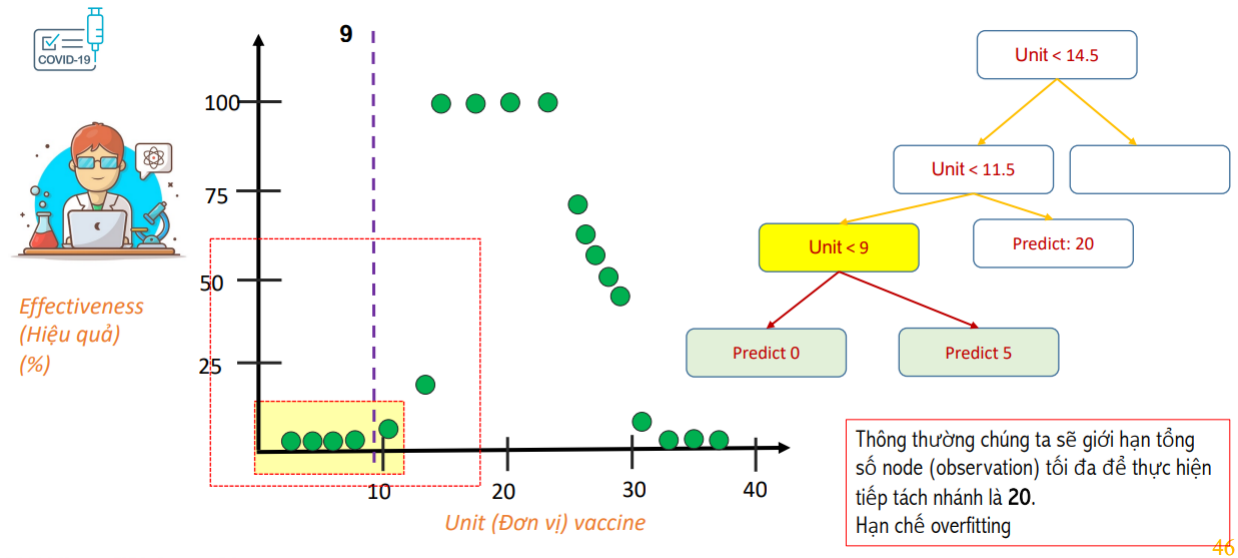 COVID-19
9
100
75
50
25
10
20
30
40
Effectiveness
(Hiệu quả)
(%)
Unit (Đơn vị) vaccine
Unit < 14.5
Unit < 11.5
Unit < 9
Predict: 20
Predict 0
Predict 5
Thông thường chúng ta sẽ giới hạn tổng
số node (observation) tối đa để thực hiện
tiếp tách nhánh là 20.
Hạn chế overfitting
46